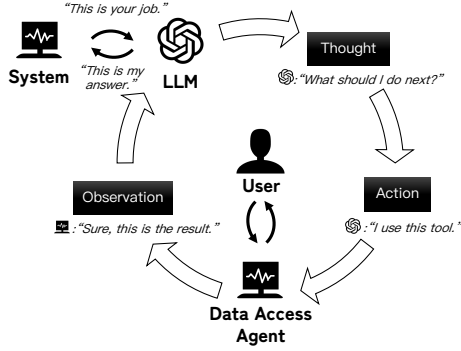 “This is your job.”
System
“This is my
answer.”
LLM
Thought
:“What should I do next?”
Action
:“I use this tool.”
User
Data Access
Agent
Observation
:“Sure, this is the result.”